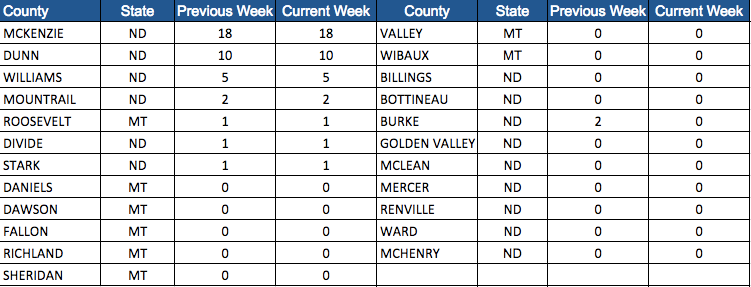 County State Previous Week Current Week County State Previous Week Current Week
MCKENZIE ND 18 18 VALLEY MT 0 0
DUNN ND 10 10 WIBAUX MT 0 0
WILLIAMS ND 5 5 BILLINGS ND 0 0
MOUNTRAIL ND 2 2 BOTTINEAU ND 0 0
ROOSEVELT MT 1 1 BURKE ND 2 0
DIVIDE ND 1 1 GOLDEN VALLEY ND 0 0
STARK ND 1 1 MCLEAN ND 0 0
DANIELS MT 0 0 MERCER ND 0 0
DAWSON MT 0 0 RENVILLE ND 0 0
FALLON MT 0 0 WARD ND 0 0
RICHLAND MT 0 0 MCHENRY ND 0 0
SHERIDAN MT 0 0